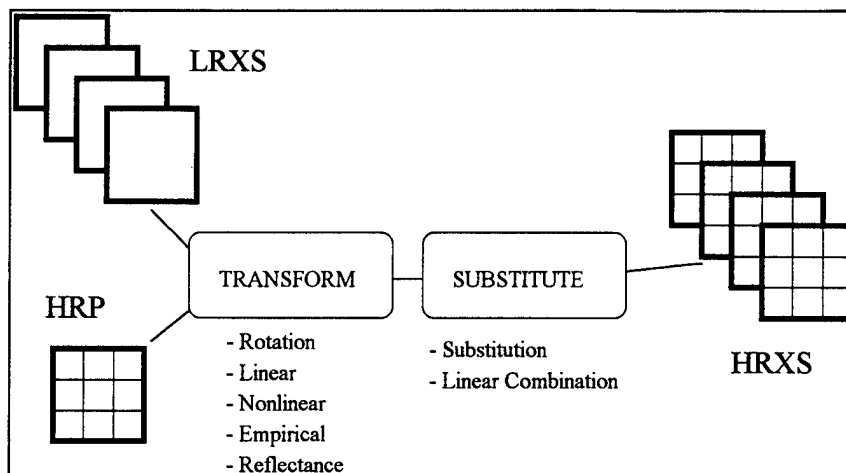 LRXS
HRP
TRANSFORM
- Rotation
- Linear
- Nonlinear
- Empirical
- Reflectance
SUBSTITUTE
- Substitution
- Linear Combination
HRXS